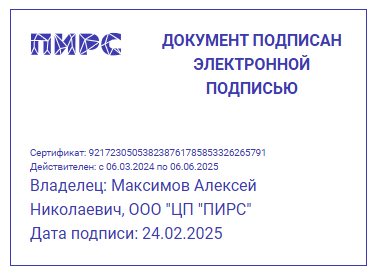 ПИРС
ДОКУМЕНТ ПОДПИСАН
ЭЛЕКТРОННОЙ
ПОДПИСЬЮ
Сертификат: 92172305053823876178585332626​5791
Действителен: с 06.03.2024 по 06.06.2025
Владелец: Максимов Алексей
Николаевич, ООО "ЦП "ПИРС"
Дата подписи: 24.02.2025